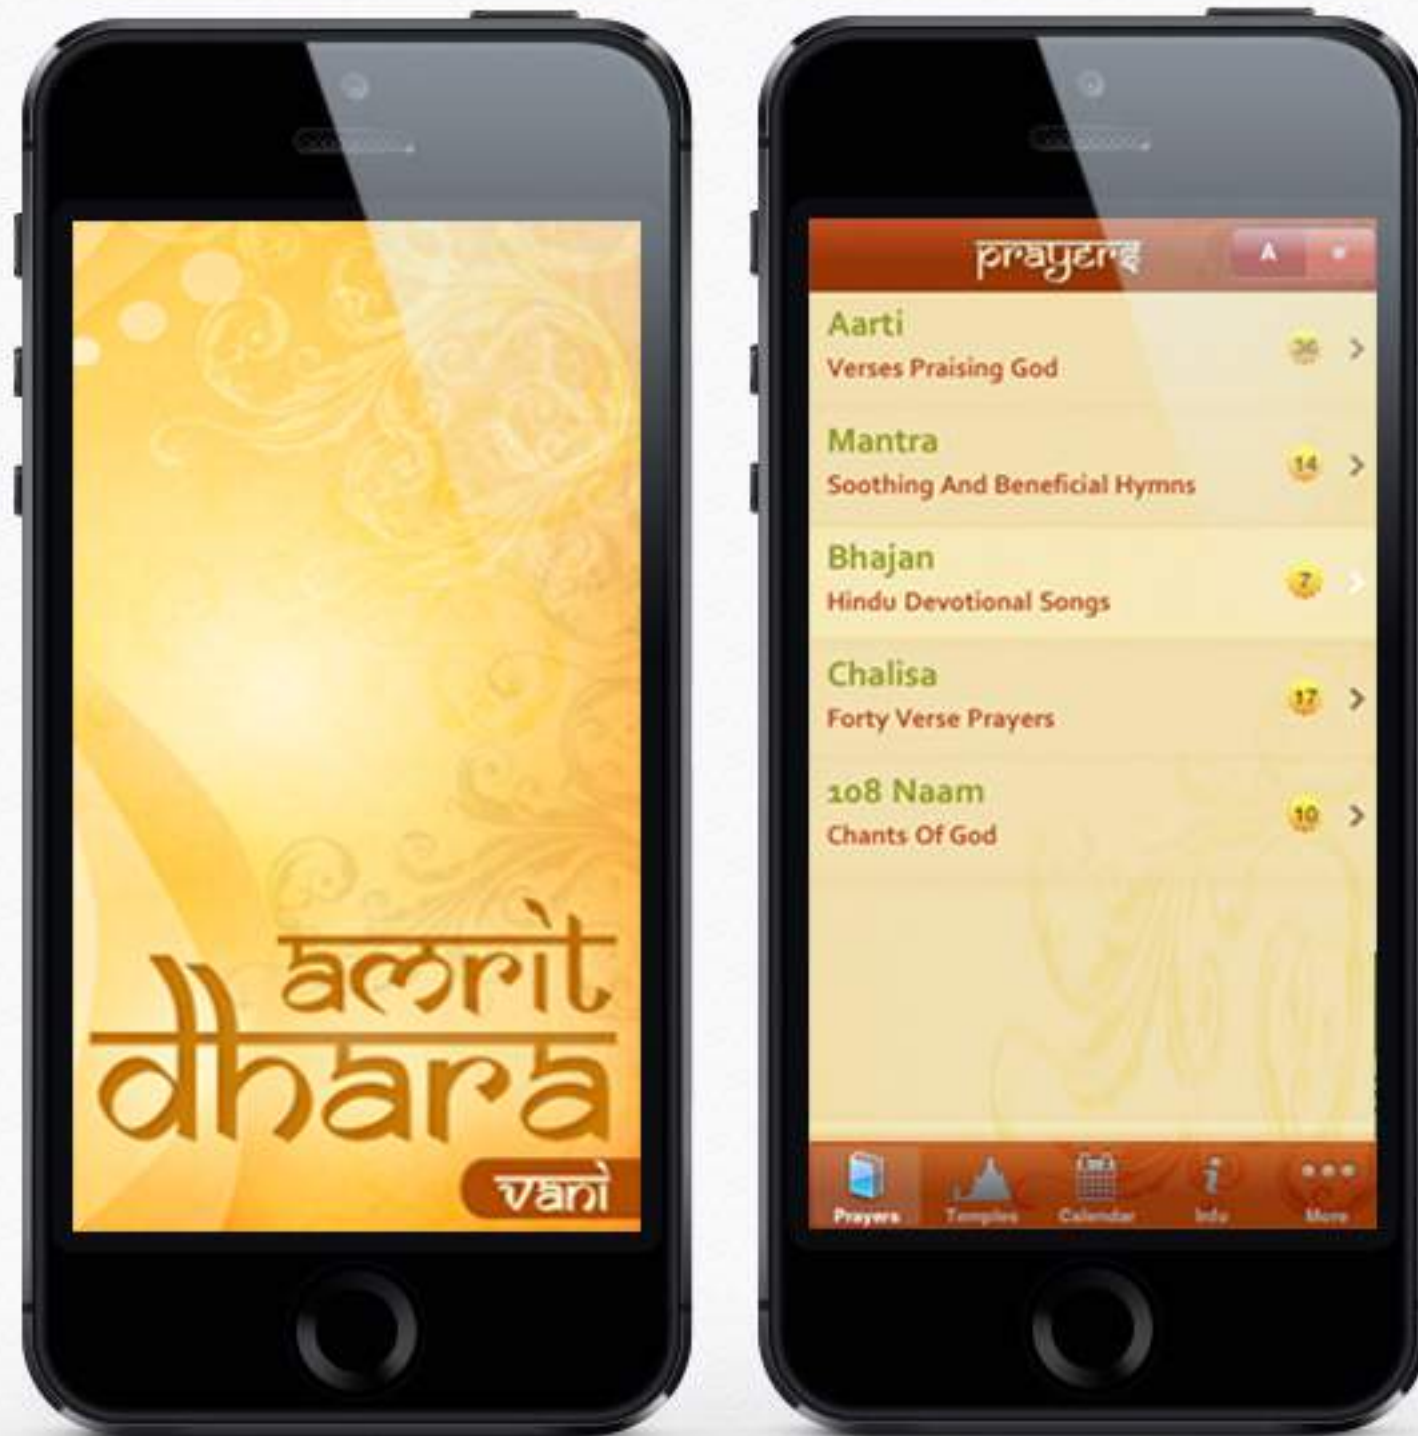 amrit
dhara
vani
prayers
A
Aarti
Verses Praising God
36
Mantra
Soothing And Beneficial Hymns
14
Bhajan
Hindu Devotional Songs
7
Chalisa
Forty Verse Prayers
17
108 Naam
Chants Of God
10
Prayers Temples Calendar Info More